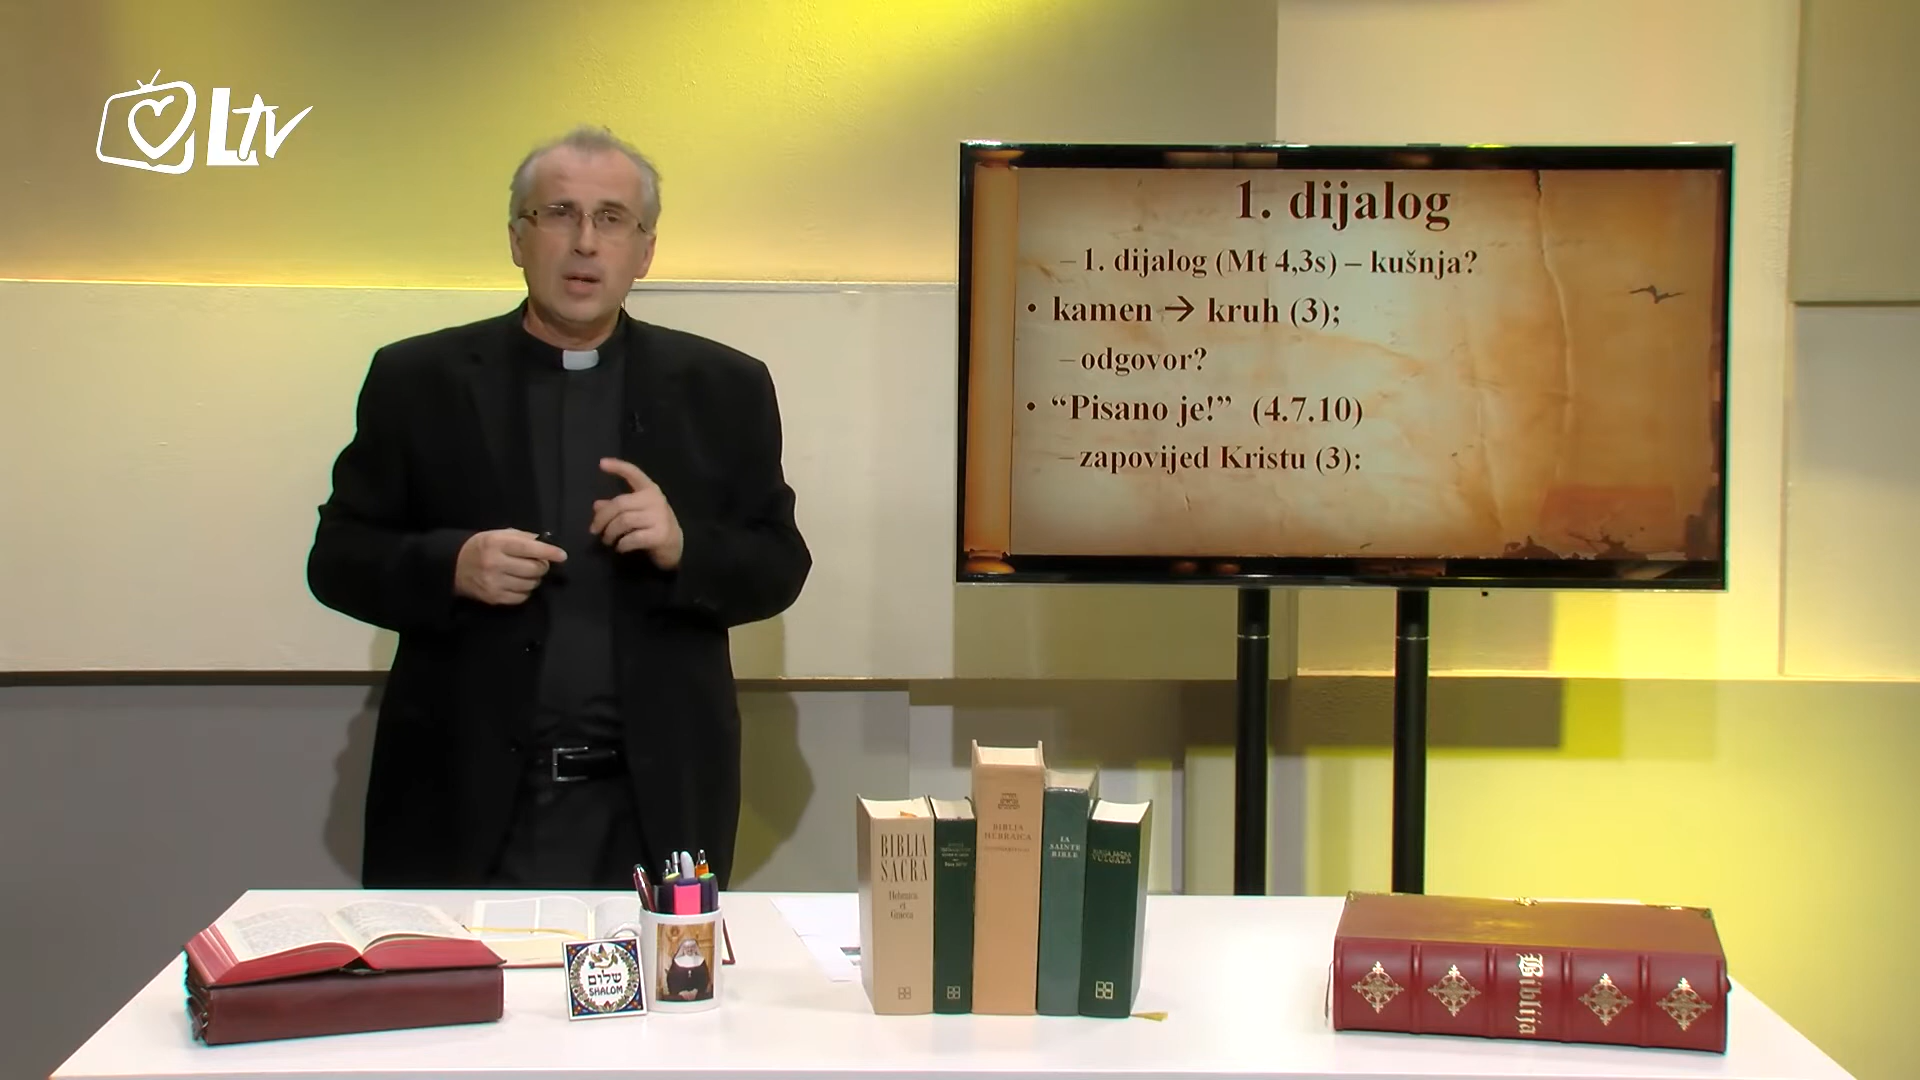 LTV
1. dijalog
– 1. dijalog (Mt 4,3s) – kušnja?
• kamen → kruh (3);
– odgovor?
• “Pisano je!” (4.7.10)
– zapovijed Kristu (3):
BIBLIA
SACRA
Hebraica
et
Graeca
BIBLIA
HEBRAICA
LA
SAINTE
BIBLE
VULGATA
שלום
SHALOM
Biblija